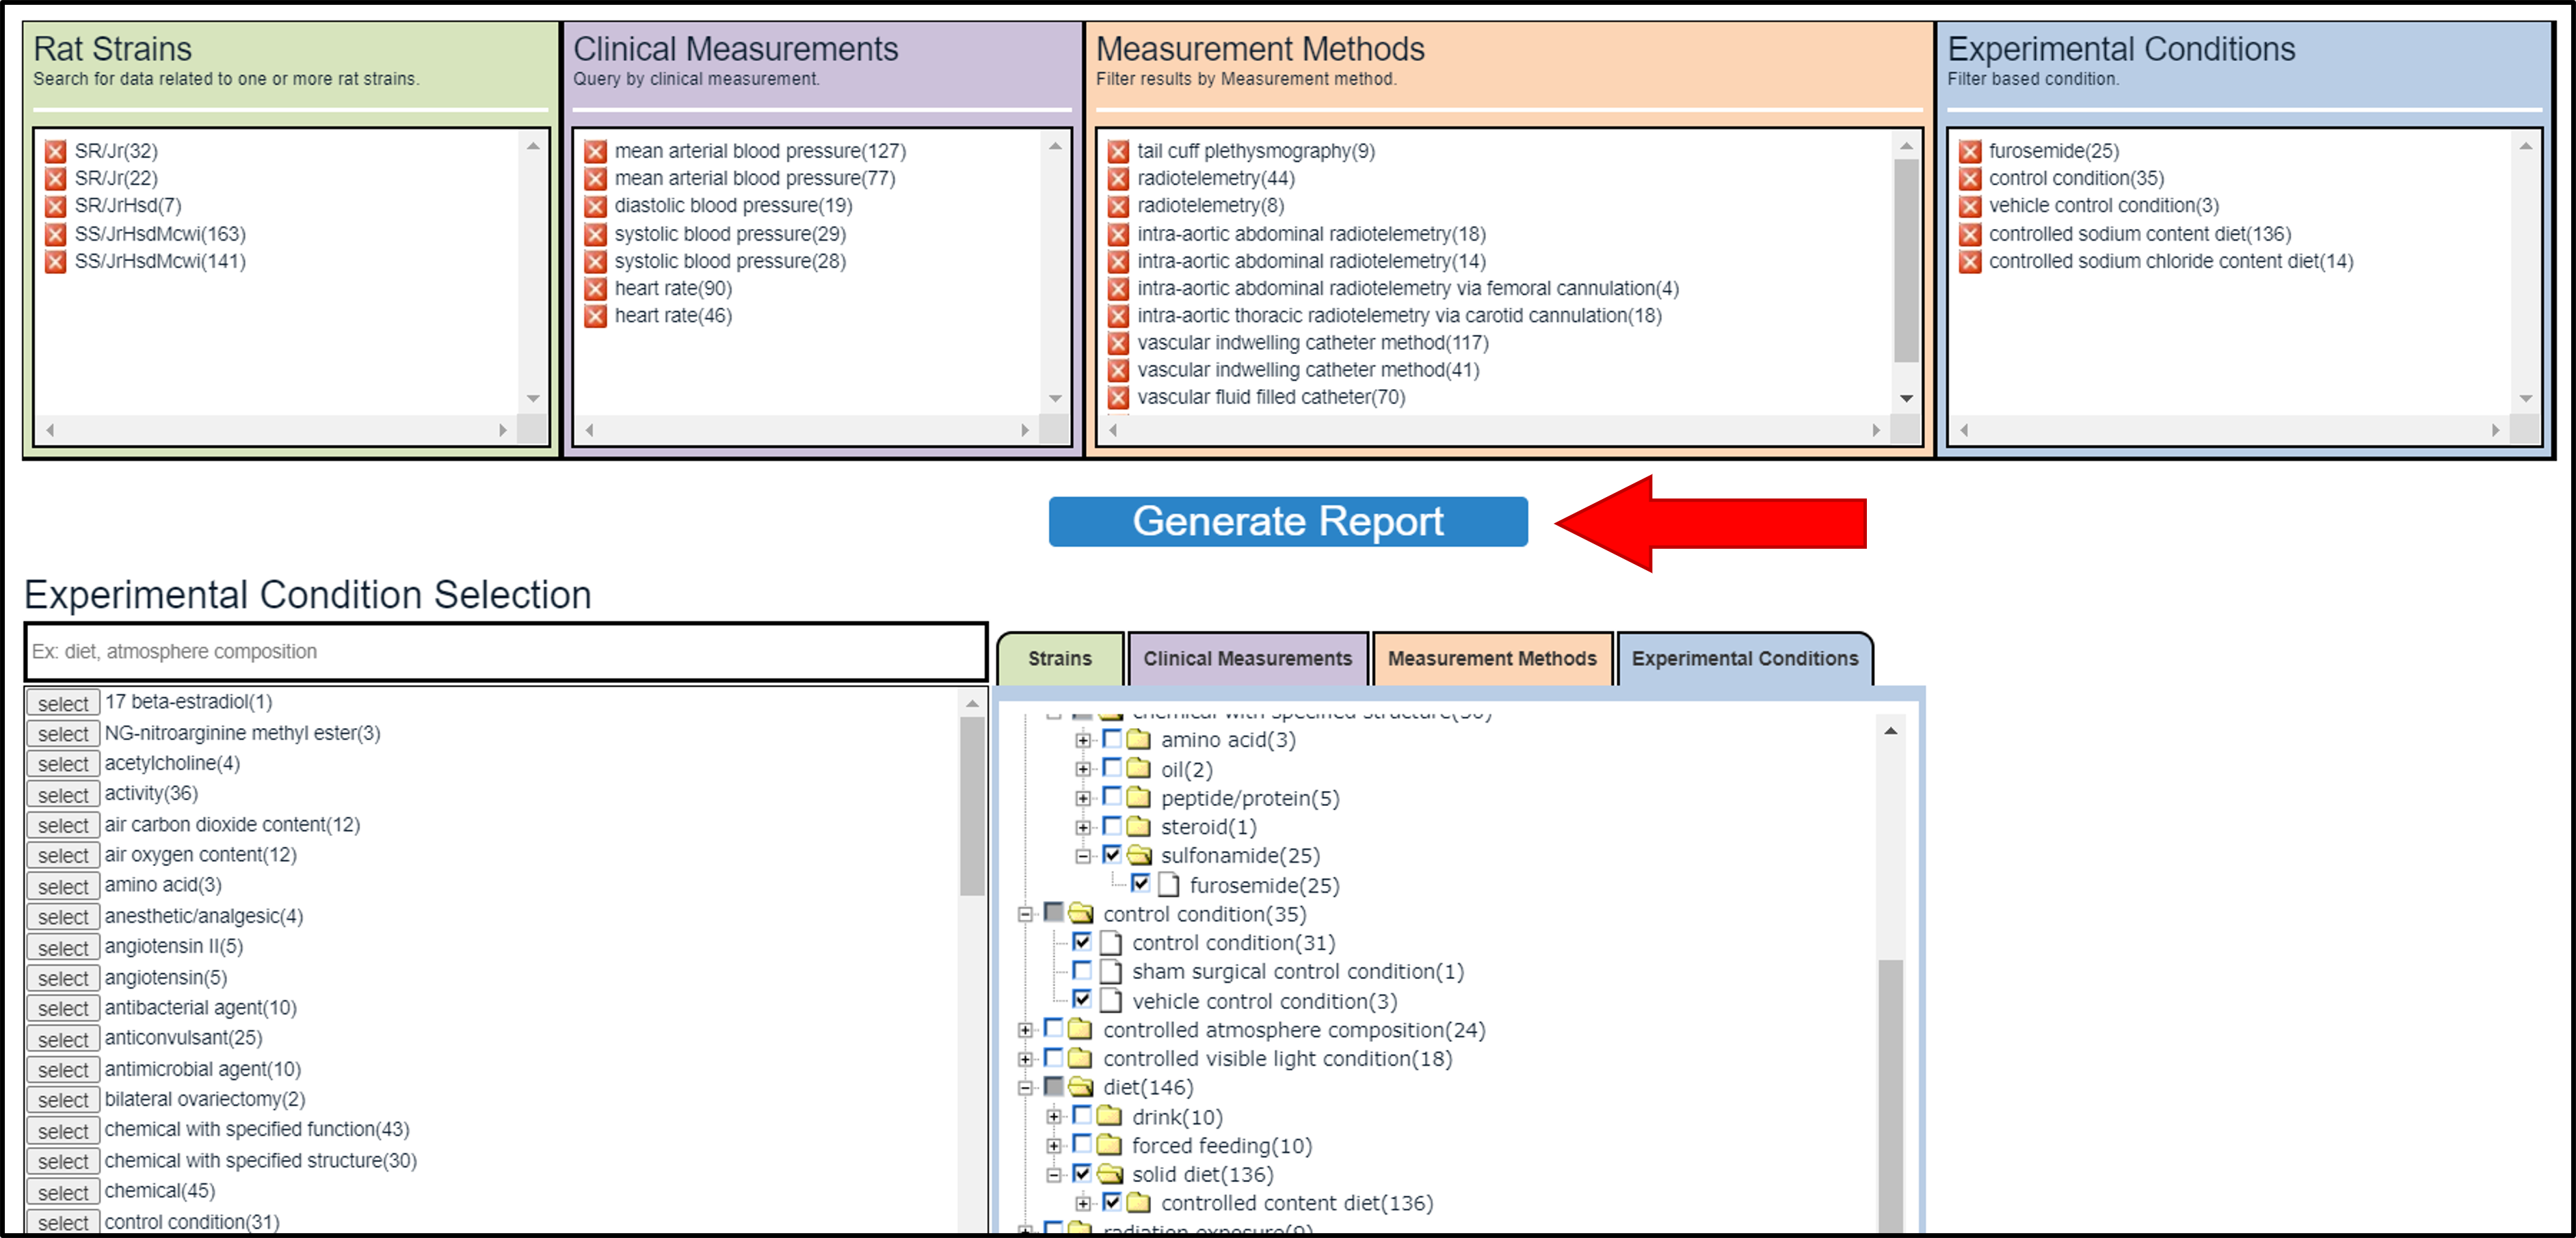 Rat Strains
Search for data related to one or more rat strains.
SR/Jr(32)
SR/Jr(22)
SR/JrHsd(7)
SS/JrHsdMcwi(163)
SS/JrHsdMcwi(141)
Clinical Measurements
Query by clinical measurement.
mean arterial blood pressure(127)
mean arterial blood pressure(77)
diastolic blood pressure(19)
systolic blood pressure(29)
systolic blood pressure(28)
heart rate(90)
heart rate(46)
Measurement Methods
Filter results by Measurement method.
tail cuff plethysmography(9)
radiotelemetry(44)
radiotelemetry(8)
intra-aortic abdominal radiotelemetry(18)
intra-aortic abdominal radiotelemetry(14)
intra-aortic abdominal radiotelemetry via femoral cannulation(4)
intra-aortic thoracic radiotelemetry via carotid cannulation(18)
vascular indwelling catheter method(117)
vascular indwelling catheter method(41)
vascular fluid filled catheter(70)
Experimental Conditions
Filter based condition.
furosemide(25)
control condition(35)
vehicle control condition(3)
controlled sodium content diet(136)
controlled sodium chloride content diet(14)
Generate Report
Experimental Condition Selection
Ex: diet, atmosphere composition
select 17 beta-estradiol(1)
select NG-nitroarginine methyl ester(3)
select acetylcholine(4)
select activity(36)
select air carbon dioxide content(12)
select air oxygen content(12)
select amino acid(3)
select anesthetic/analgesic(4)
select angiotensin II(5)
select angiotensin(5)
select antibacterial agent(10)
select anticonvulsant(25)
select antimicrobial agent(10)
select bilateral ovariectomy(2)
select chemical with specified function(43)
select chemical with specified structure(30)
select chemical(45)
select control condition(31)
Strains
Clinical Measurements
Measurement Methods
Experimental Conditions
chemical with specified structure(30)
amino acid(3)
oil(2)
peptide/protein(5)
steroid(1)
sulfonamide(25)
furosemide(25)
control condition(35)
control condition(31)
sham surgical control condition(1)
vehicle control condition(3)
controlled atmosphere composition(24)
controlled visible light condition(18)
diet(146)
drink(10)
forced feeding(10)
solid diet(136)
controlled content diet(136)
radiation exposure(9)